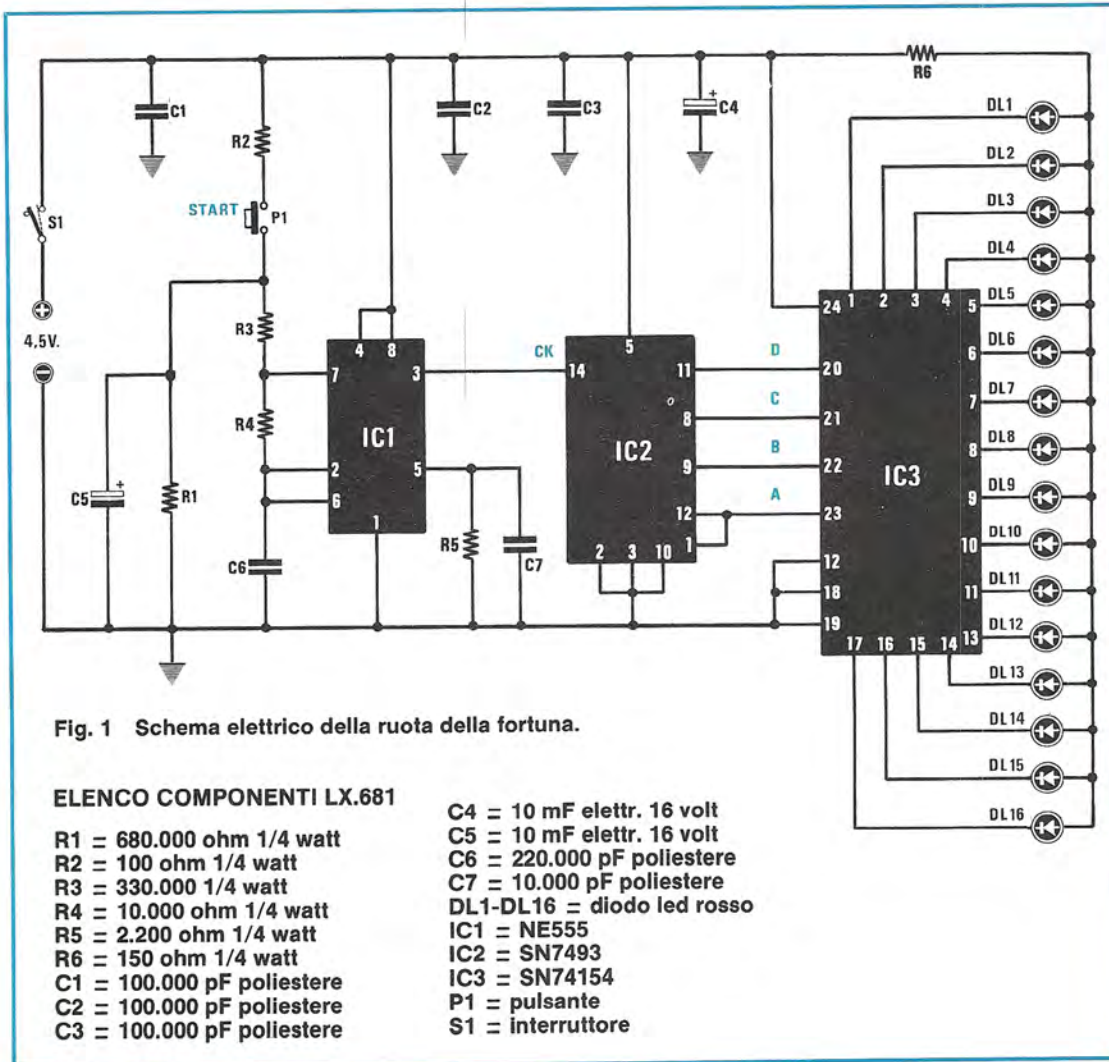 R6
C1
C2
C3
C4
R2
DL1
DL2
DL3
DL4
DL5
DL6
DL7
DL8
DL9
DL10
DL11
DL12
DL13
DL14
DL15
DL16
S1
START
P1
4,5V.
R3
R4
C5
R1
C6
4 8
7 3
2
6
5
1
IC1
R5
C7
CK
5
14 11
8
9
12
1
2 3 10
IC2
D
C
B
A
24 1 2 3 4
5
20
6
21
7
22
8
23
9
10
12
11
18
19
13
17 16 15 14
IC3
Fig. 1 Schema elettrico della ruota della fortuna.
ELENCO COMPONENTI LX.681
R1 = 680.000 ohm 1/4 watt
R2 = 100 ohm 1/4 watt
R3 = 330.000 1/4 watt
R4 = 10.000 ohm 1/4 watt
R5 = 2.200 ohm 1/4 watt
R6 = 150 ohm 1/4 watt
C1 = 100.000 pF poliestere
C2 = 100.000 pF poliestere
C3 = 100.000 pF poliestere
C4 = 10 mF elettr. 16 volt
C5 = 10 mF elettr. 16 volt
C6 = 220.000 pF poliestere
C7 = 10.000 pF poliestere
DL1-DL16 = diodo led rosso
IC1 = NE555
IC2 = SN7493
IC3 = SN74154
P1 = pulsante
S1 = interruttore